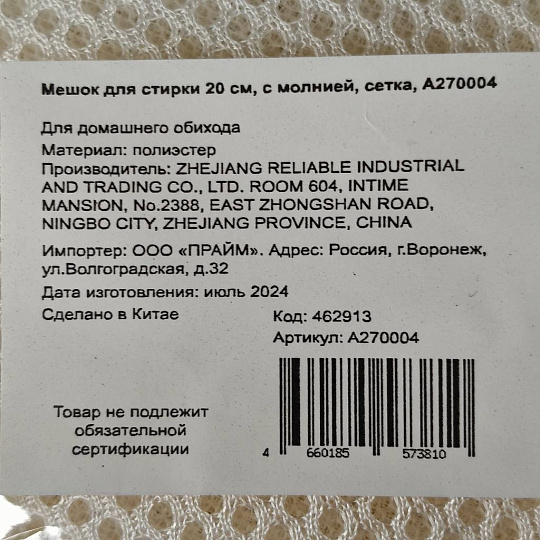 Мешок для стирки 20 см, с молнией, сетка, А270004
Для домашнего обихода
Материал: полиэстер
Производитель: ZHEJIANG RELIABLE INDUSTRIAL
AND TRADING CO., LTD. ROOM 604, INTIME
MANSION, No.2388, EAST ZHONGSHAN ROAD,
NINGBO CITY, ZHEJIANG PROVINCE, CHINA
Импортер: ООО «ПРАЙМ». Адрес: Россия, г.Воронеж,
ул.Волгоградская, д.32
Дата изготовления: июль 2024
Сделано в Китае
Код: 462913
Артикул: А270004
Товар не подлежит
обязательной
сертификации
4 660185 573810